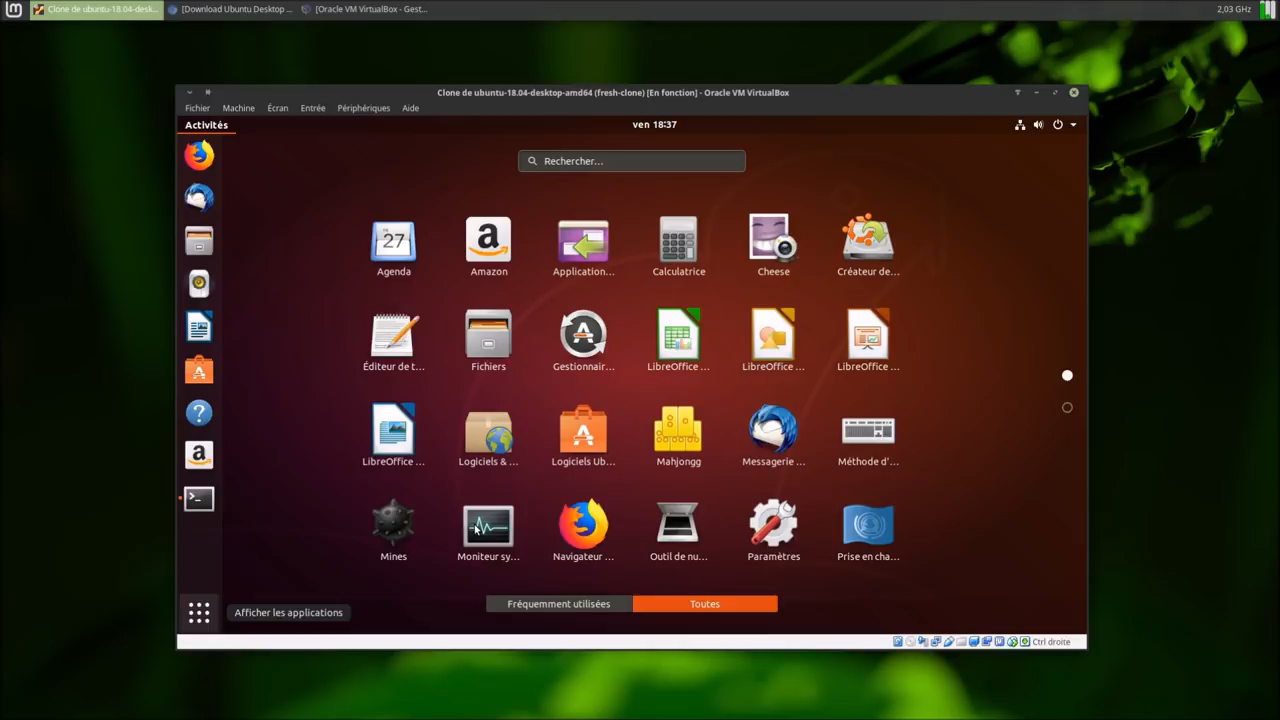 Clone de ubuntu-18.04-desk...
[Download Ubuntu Desktop ...
[Oracle VM VirtualBox - Gest...
2,03 GHz
Clone de ubuntu-18.04-desktop-amd64 (fresh-clone) [En fonction] - Oracle VM VirtualBox
Fichier Machine Écran Entrée Périphériques Aide
Activités
ven 18:37
Rechercher...
27
Agenda Amazon Application... Calculatrice Cheese Créateur de...
Éditeur de t... Fichiers Gestionnair... LibreOffice ... LibreOffice ... LibreOffice ...
LibreOffice ... Logiciels & ... Logiciels Ub... Mahjongg Messagerie ... Méthode d'...
Mines Moniteur sy... Navigateur ... Outil de nu... Paramètres Prise en cha...
Fréquemment utilisées Toutes
Afficher les applications
Ctrl droite